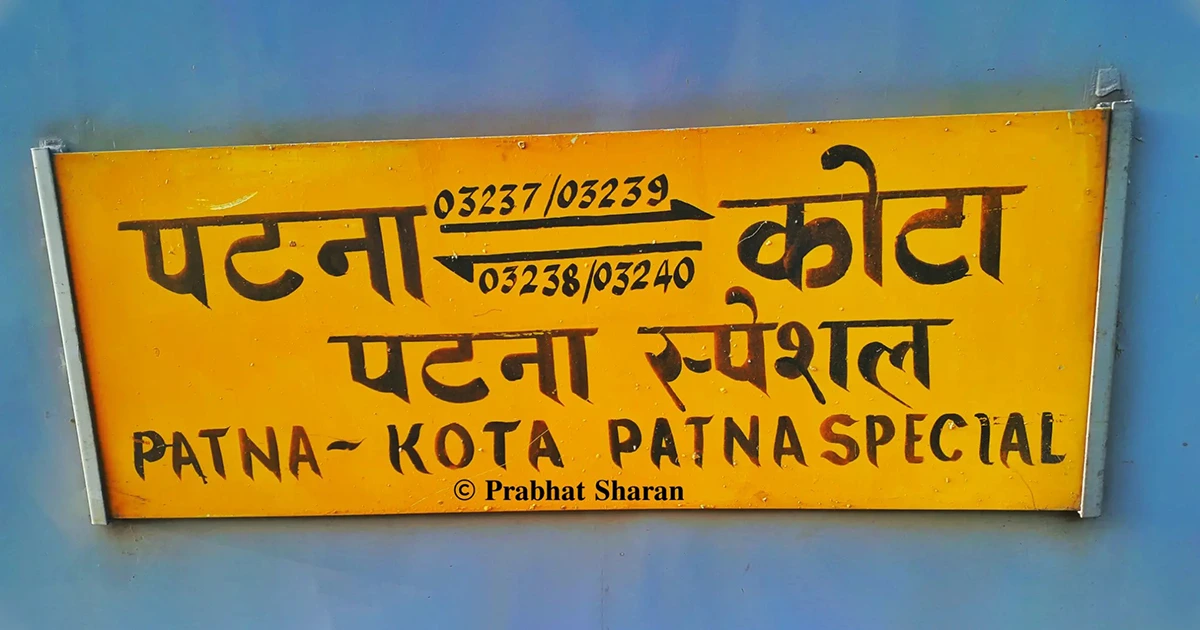 03237/03239
पटना कोटा
03238/03240
पटना स्पेशल
PATNA- KOTA PATNA SPECIAL
© Prabhat Sharan